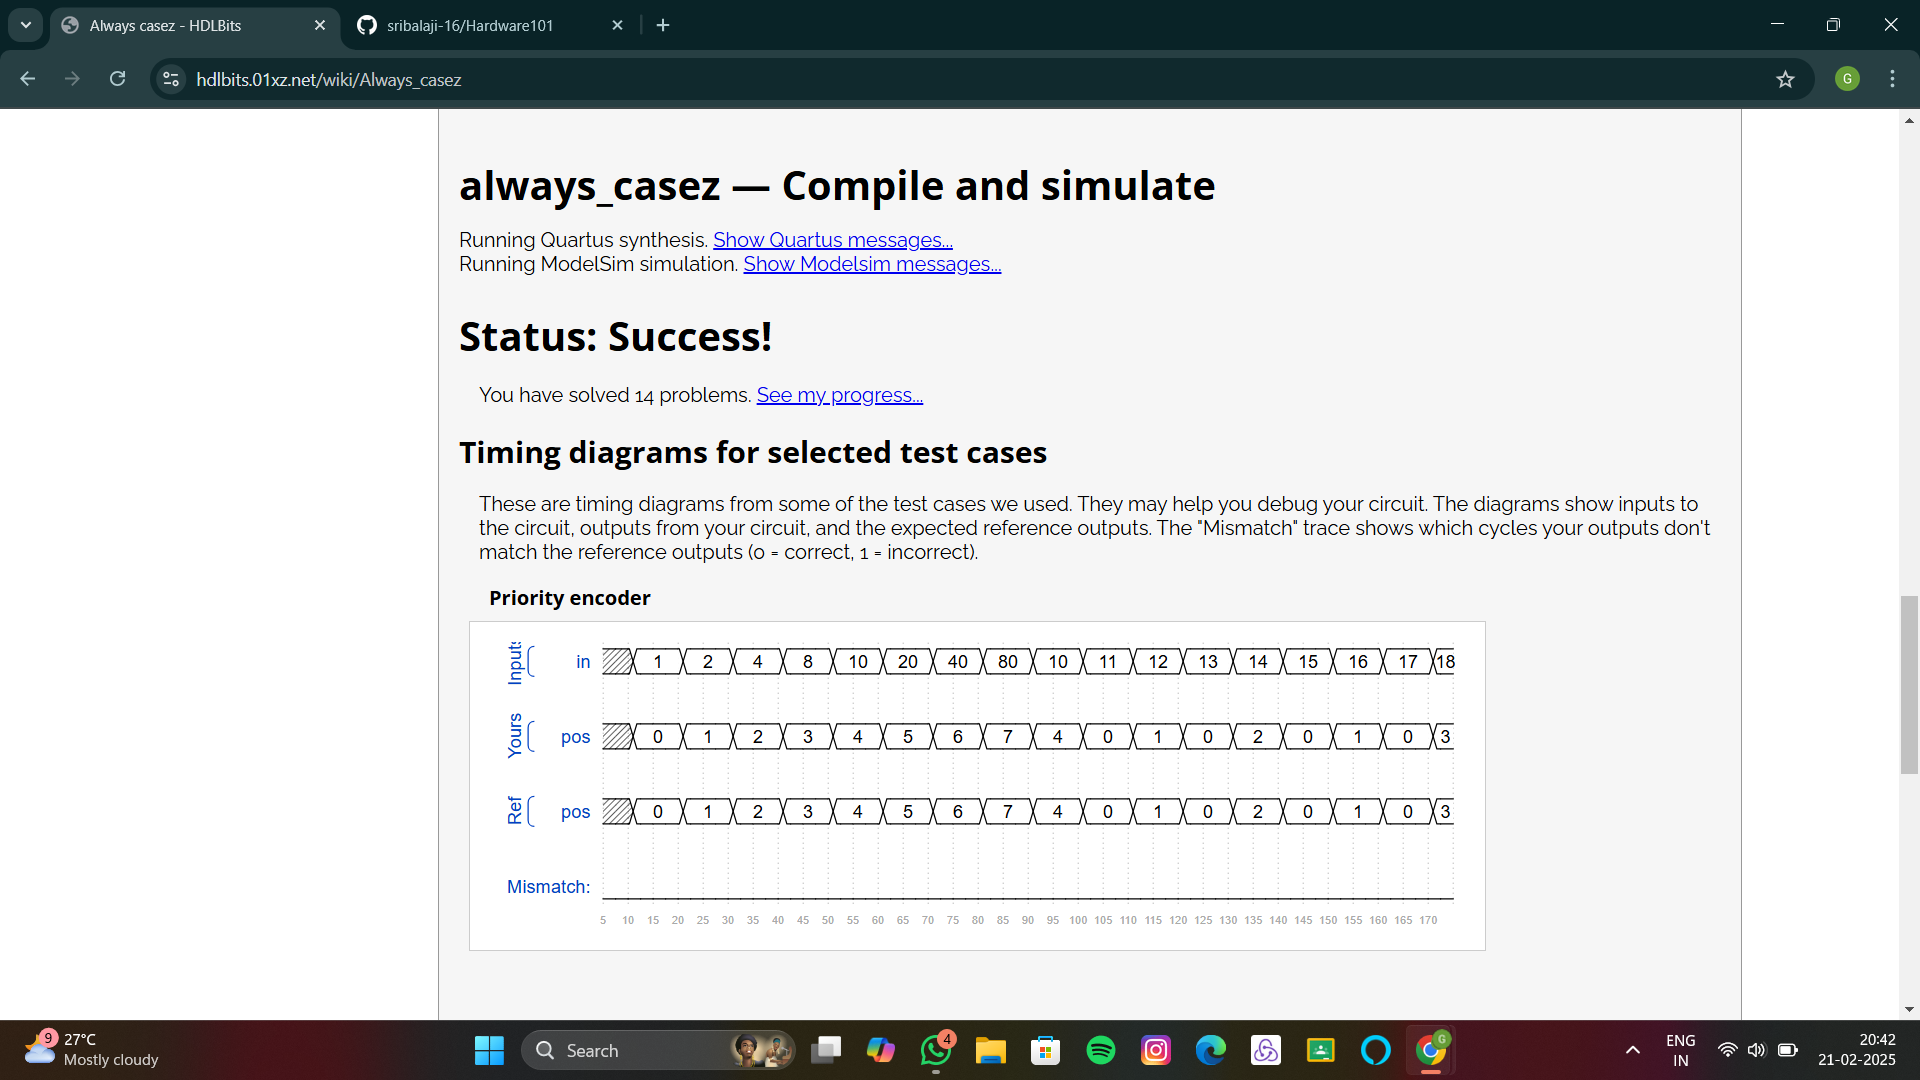 Always casez - HDLBits
sribalaji-16/Hardware101
hdlbits.01xz.net/wiki/Always_casez
G
always_casez — Compile and simulate
Running Quartus synthesis. Show Quartus messages...
Running ModelSim simulation. Show Modelsim messages...
Status: Success!
You have solved 14 problems. See my progress...
Timing diagrams for selected test cases
These are timing diagrams from some of the test cases we used. They may help you debug your circuit. The diagrams show inputs to
the circuit, outputs from your circuit, and the expected reference outputs. The "Mismatch" trace shows which cycles your outputs don't
match the reference outputs (0 = correct, 1 = incorrect).
Priority encoder
Inputs in 1 2 4 8 10 20 40 80 10 11 12 13 14 15 16 17 18
Yours pos 0 1 2 3 4 5 6 7 4 0 1 0 2 0 1 0 3
Ref pos 0 1 2 3 4 5 6 7 4 0 1 0 2 0 1 0 3
Mismatch:
5 10 15 20 25 30 35 40 45 50 55 60 65 70 75 80 85 90 95 100 105 110 115 120 125 130 135 140 145 150 155 160 165 170
9
27°C
Mostly cloudy
Search
4
G
ENG
IN
20:42
21-02-2025